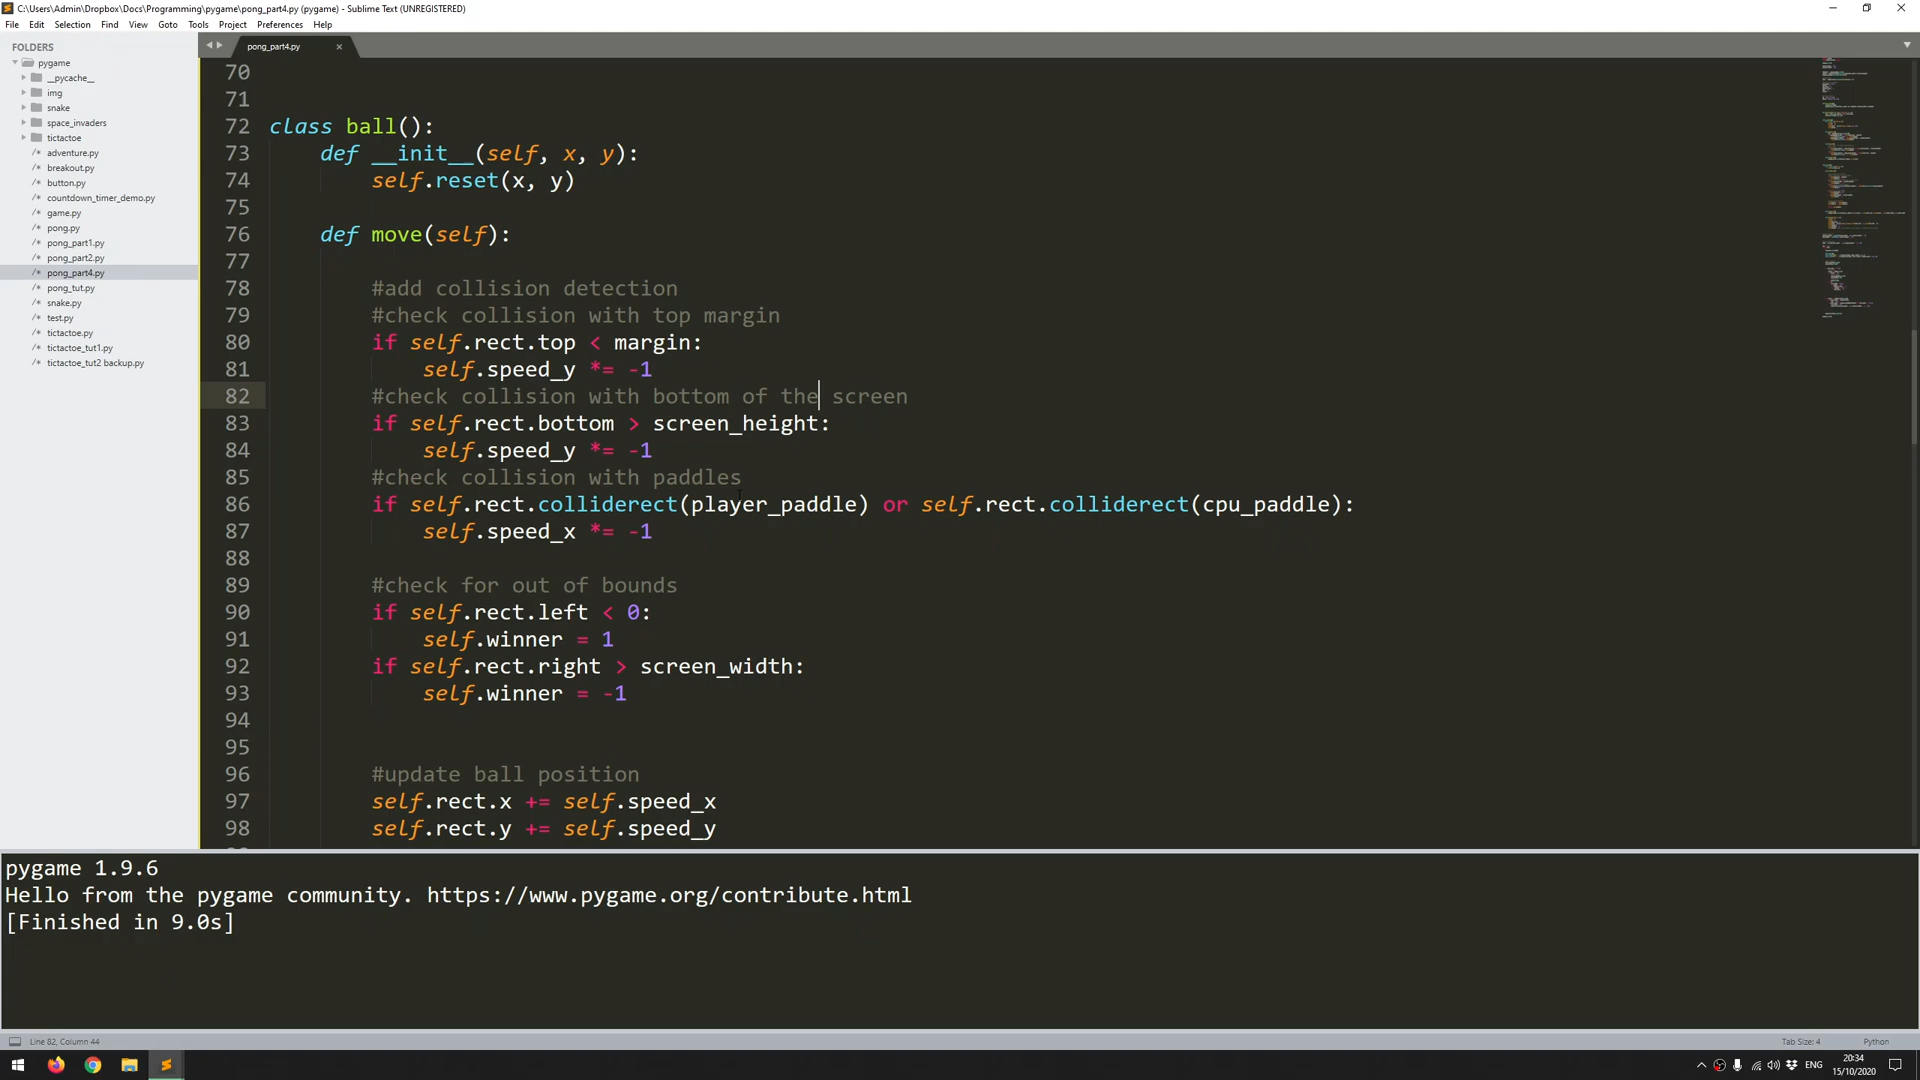 C:\Users\Admin\Dropbox\Docs\Programming\pygame\pong_part4.py (pygame) - Sublime Text (UNREGISTERED)
File Edit Selection Find View Goto Tools Project Preferences Help
FOLDERS
pygame
__pycache__
img
snake
space_invaders
tictactoe
adventure.py
breakout.py
button.py
countdown_timer_demo.py
game.py
pong.py
pong_part1.py
pong_part2.py
pong_part4.py
pong_tut.py
snake.py
test.py
tictactoe.py
tictactoe_tut1.py
tictactoe_tut2 backup.py
pong_part4.py
70
71
72 class ball():
73 def __init__(self, x, y):
74 self.reset(x, y)
75
76 def move(self):
77
78 #add collision detection
79 #check collision with top margin
80 if self.rect.top < margin:
81 self.speed_y *= -1
82 #check collision with bottom of the screen
83 if self.rect.bottom > screen_height:
84 self.speed_y *= -1
85 #check collision with paddles
86 if self.rect.colliderect(player_paddle) or self.rect.colliderect(cpu_paddle):
87 self.speed_x *= -1
88
89 #check for out of bounds
90 if self.rect.left < 0:
91 self.winner = 1
92 if self.rect.right > screen_width:
93 self.winner = -1
94
95
96 #update ball position
97 self.rect.x += self.speed_x
98 self.rect.y += self.speed_y
pygame 1.9.6
Hello from the pygame community. https://www.pygame.org/contribute.html
[Finished in 9.0s]
Line 82, Column 44
Tab Size: 4
Python
ENG
20:34
15/10/2020